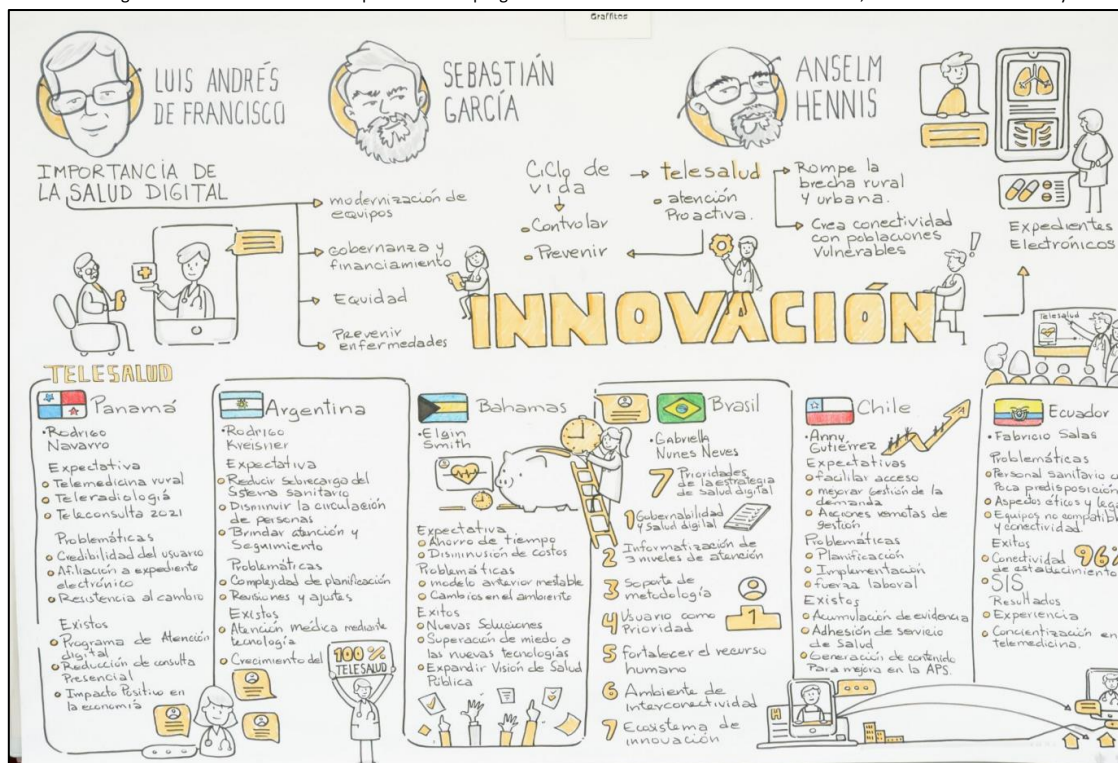 Graffitos
LUIS ANDRÉS
DE FRANCISCO
SEBASTIÁN
GARCÍA
ANSELM
HENNIS
IMPORTANCIA DE
LA SALUD DIGITAL
modernización de
equipos
gobernanza y
financiamiento
Equidad
Prevenir
enfermedades
Ciclo de
vida
Controlar
Prevenir
telesalud
atención
Proactiva.
Rompe la
brecha rural
y urbana.
Crea conectividad
con poblaciones
Vulnerables
Expedientes
Electrónicos
INNOVACIÓN
!
Telesalud
TELESALUD
Panamá
•Rodrigo
Navarro
Expectativa
Telemedicina rural
Teleradiología
Teleconsulta 2021
Problemáticas
Credibilidad del usuario
Afiliación a expediente
electrónico
Resistencia al cambio
Existos
Programa de Atención
digital
Reducción de consulta
Presencial
Impacto Positivo en
la economía
Argentina
•Rodrigo
Kreisner
Expectativa
Reducir sobrecargo del
Sistema sanitario
Disminuir la circulación
de personas
Brindar atención y
Seguimiento
Problemáticas
Complejidad de planificación
Revisiones y ajustes
Existos
Atención médica mediante
tecnología
Crecimiento del
100%
TELESALUD
Bahamas
•Elgin
Smith
Expectativa
Ahorro de tiempo
Disminusión de costos
Problemáticas
modelo anterior inestable
Cambios en el ambiente
Exitos
Nuevas Soluciones
Superación de miedo a
las nuevas tecnologías
Expandir Visión de Salud
Pública
Brasil
•Gabriella
Nunes Neves
7 Prioridades
de la estrategia
de salud digital
1 Gobernabilidad
y salud digital
2 Informatización de
3 niveles de atención
3 Soporte de
metodología
4 Usuario como
Prioridad
1
5 fortalecer el recurso
humano
6 Ambiente de
interconectividad
7 Ecosistema de
innovación
Chile
•Anny
Gutiérrez
Expectativas
facilitar acceso
mejorar gestión de la
demanda
Acciones remotas de
gestión
Problemáticas
Planificación
Implementación
fuerza laboral
Existos
Acumulación de evidencia
Adhesión de servicio
de Salud
Generación de contenido
Para mejora en la APS.
H
Ecuador
•Fabricio Salas
Problemáticas
Personal Sanitario
Poca predisposición
Aspectos éticos y
Equipos no
y conectividad.
Exitos
Conectividad 96%
de establecimiento
SIS
Resultados
Experiencia
Concientización en
telemedicina.